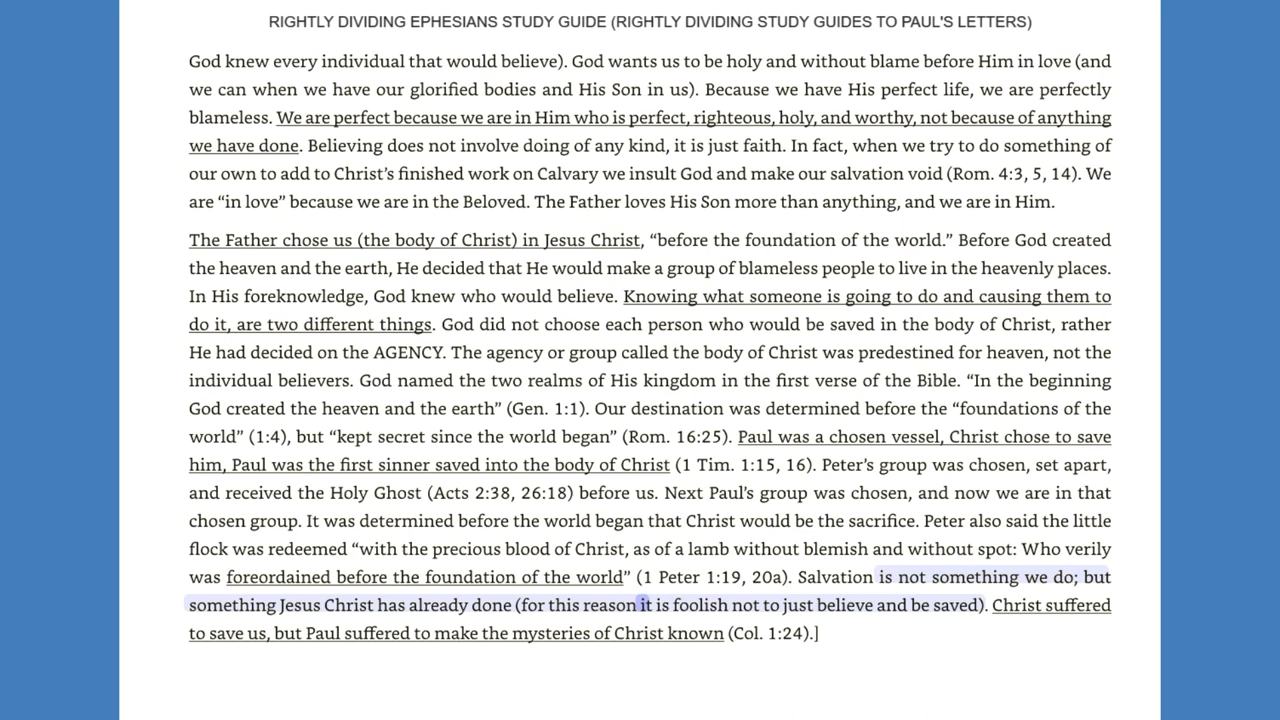 RIGHTLY DIVIDING EPHESIANS STUDY GUIDE (RIGHTLY DIVIDING STUDY GUIDES TO PAUL'S LETTERS)
God knew every individual that would believe). God wants us to be holy and without blame before Him in love (and
we can when we have our glorified bodies and His Son in us). Because we have His perfect life, we are perfectly
blameless. We are perfect because we are in Him who is perfect, righteous, holy, and worthy, not because of anything
we have done. Believing does not involve doing of any kind, it is just faith. In fact, when we try to do something of
our own to add to Christ’s finished work on Calvary we insult God and make our salvation void (Rom. 4:3, 5, 14). We
are “in love” because we are in the Beloved. The Father loves His Son more than anything, and we are in Him.
The Father chose us (the body of Christ) in Jesus Christ, “before the foundation of the world.” Before God created
the heaven and the earth, He decided that He would make a group of blameless people to live in the heavenly places.
In His foreknowledge, God knew who would believe. Knowing what someone is going to do and causing them to
do it, are two different things. God did not choose each person who would be saved in the body of Christ, rather
He had decided on the AGENCY. The agency or group called the body of Christ was predestined for heaven, not the
individual believers. God named the two realms of His kingdom in the first verse of the Bible. “In the beginning
God created the heaven and the earth” (Gen. 1:1). Our destination was determined before the “foundations of the
world” (1:4), but “kept secret since the world began” (Rom. 16:25). Paul was a chosen vessel, Christ chose to save
him, Paul was the first sinner saved into the body of Christ (1 Tim. 1:15, 16). Peter’s group was chosen, set apart,
and received the Holy Ghost (Acts 2:38, 26:18) before us. Next Paul’s group was chosen, and now we are in that
chosen group. It was determined before the world began that Christ would be the sacrifice. Peter also said the little
flock was redeemed “with the precious blood of Christ, as of a lamb without blemish and without spot: Who verily
was foreordained before the foundation of the world” (1 Peter 1:19, 20a). Salvation is not something we do; but
something Jesus Christ has already done (for this reason it is foolish not to just believe and be saved). Christ suffered
to save us, but Paul suffered to make the mysteries of Christ known (Col. 1:24).]